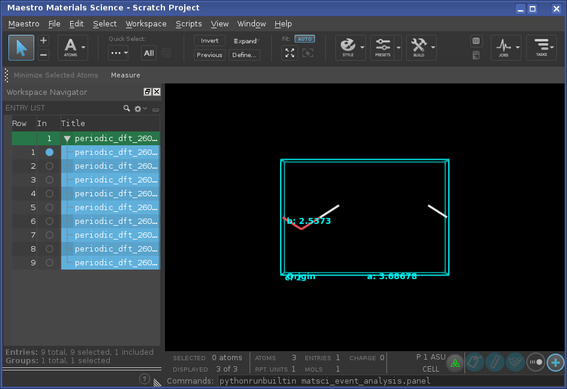 Maestro Materials Science - Scratch Project
Maestro File Edit Select Workspace Scripts View Window Help
Quick Select: Invert Expand Fit: AUTO
ATOMS ... All Previous Define... STYLE PRESETS BUILD JOBS TASKS
Minimize Selected Atoms Measure
Workspace Navigator
ENTRY LIST
Row In Title
1 periodic_dft_260...
1 periodic_dft_260...
2 periodic_dft_260...
3 periodic_dft_260...
4 periodic_dft_260...
5 periodic_dft_260...
6 periodic_dft_260...
7 periodic_dft_260...
8 periodic_dft_260...
9 periodic_dft_260...
b: 2.5373
Origin
a: 3.68678
Entries: 9 total, 9 selected, 1 included
Groups: 1 total, 1 selected
SELECTED 0 atoms ATOMS 3 ENTRIES 1 CHARGE 0 P 1 ASU
DISPLAYED 3 of 3 RPT. UNITS 1 MOLS 1 CELL
Commands: pythonrunbuiltin matsci_event_analysis.panel